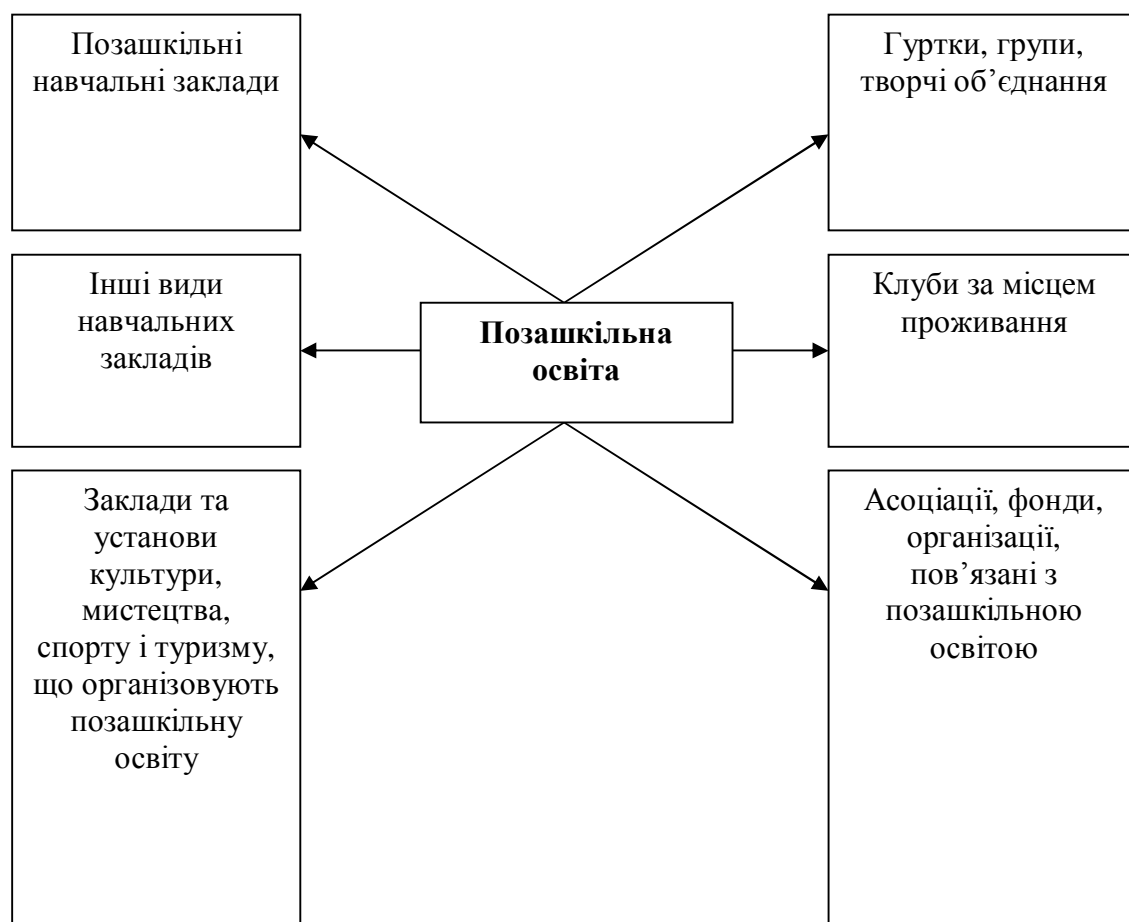 Позашкільні
навчальні заклади
Гуртки, групи,
творчі об’єднання
Інші види
навчальних
закладів
Позашкільна
освіта
Клуби за місцем
проживання
Заклади та
установи
культури,
мистецтва,
спорту і туризму,
що організовують
позашкільну
освіту
Асоціації, фонди,
організації,
пов’язані з
позашкільною
освітою